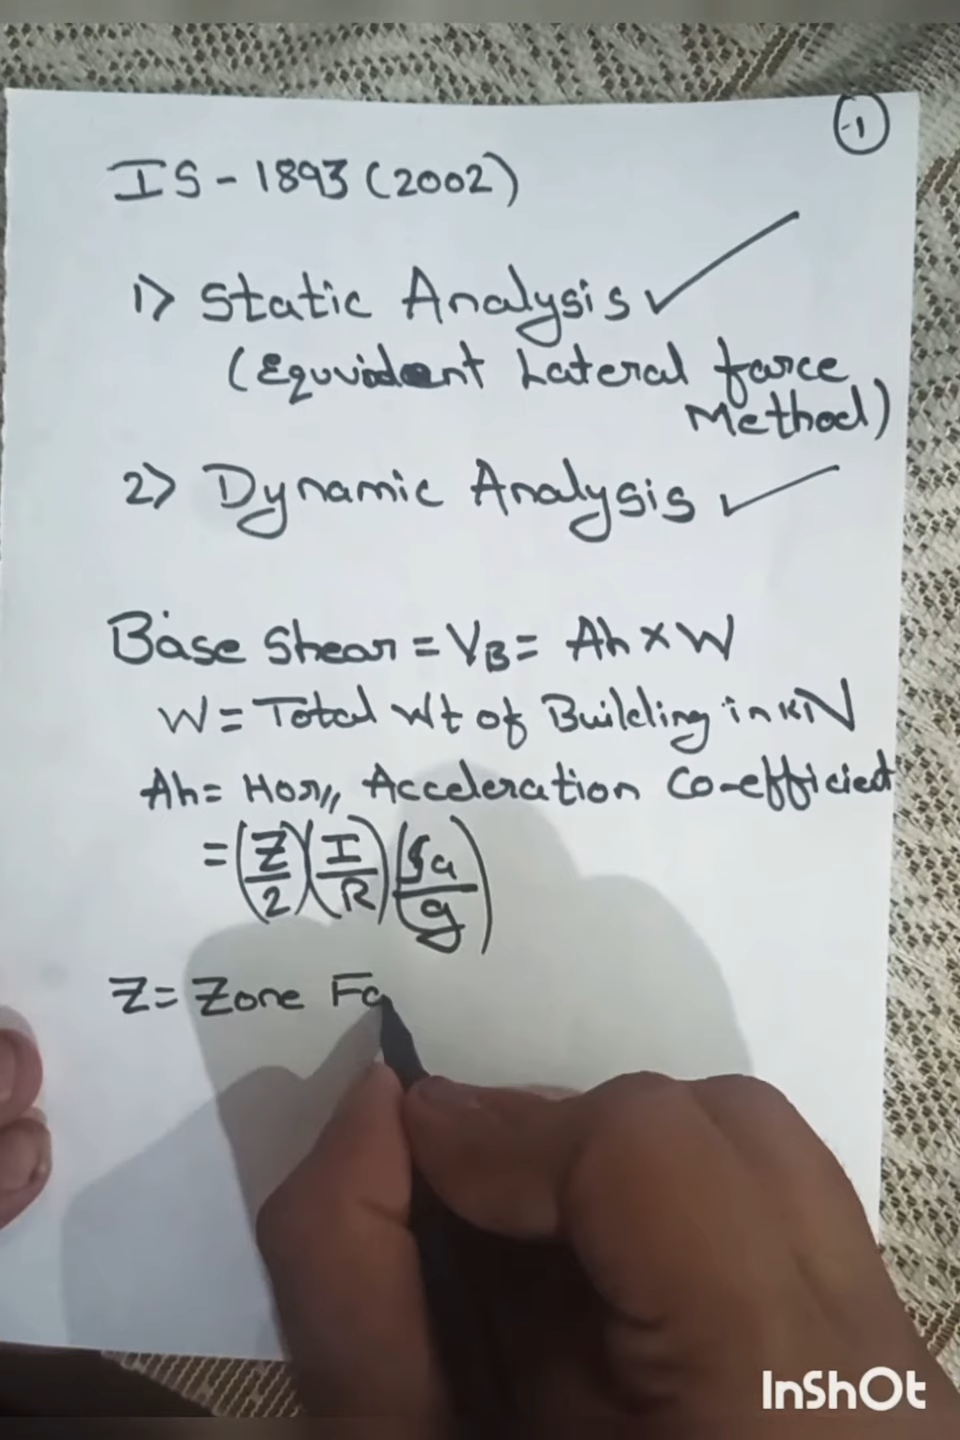 1
IS-1893 (2002)
1) Static Analysis
(Equvident Lateral force
Method)
2) Dynamic Analysis
Base Shear = VB = Ah × W
W = Total Wt of Building in KN
Ah = Hor// Acceleration Co-efficient
= (Z/2)(I/R)(Sa/g)
Z = Zone Fa
InShOt